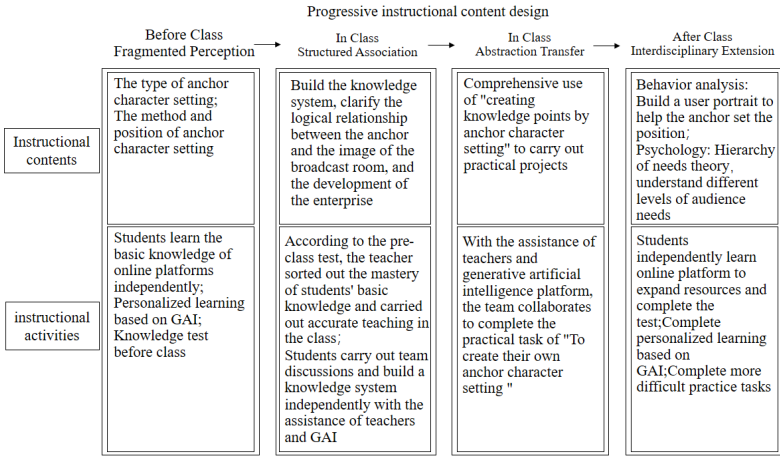 Progressive instructional content design
Before Class
Fragmented Perception
In Class
Structured Association
In Class
Abstraction Transfer
After Class
Interdisciplinary Extension
Instructional
contents
The type of anchor
character setting;
The method and
position of anchor
character setting
Build the knowledge
system, clarify the
logical relationship
between the anchor
and the image of the
broadcast room, and
the development of
the enterprise
Comprehensive use
of "creating
knowledge points by
anchor character
setting" to carry out
practical projects
Behavior analysis:
Build a user portrait to
help the anchor set the
position;
Psychology: Hierarchy
of needs theory,
understand different
levels of audience
needs
instructional
activities
Students learn the
basic knowledge of
online platforms
independently;
Personalized learning
based on GAI;
Knowledge test
before class
According to the pre-
class test, the teacher
sorted out the mastery
of students' basic
knowledge and carried
out accurate teaching in
the class;
Students carry out team
discussions and build a
knowledge system
independently with the
assistance of teachers
and GAI
With the assistance of
teachers and
generative artificial
intelligence platform,
the team collaborates
to complete the
practical task of "To
create their own
anchor character
setting "
Students
independently learn
online platform to
expand resources and
complete the
test;Complete
personalized learning
based on
GAI;Complete more
difficult practice tasks